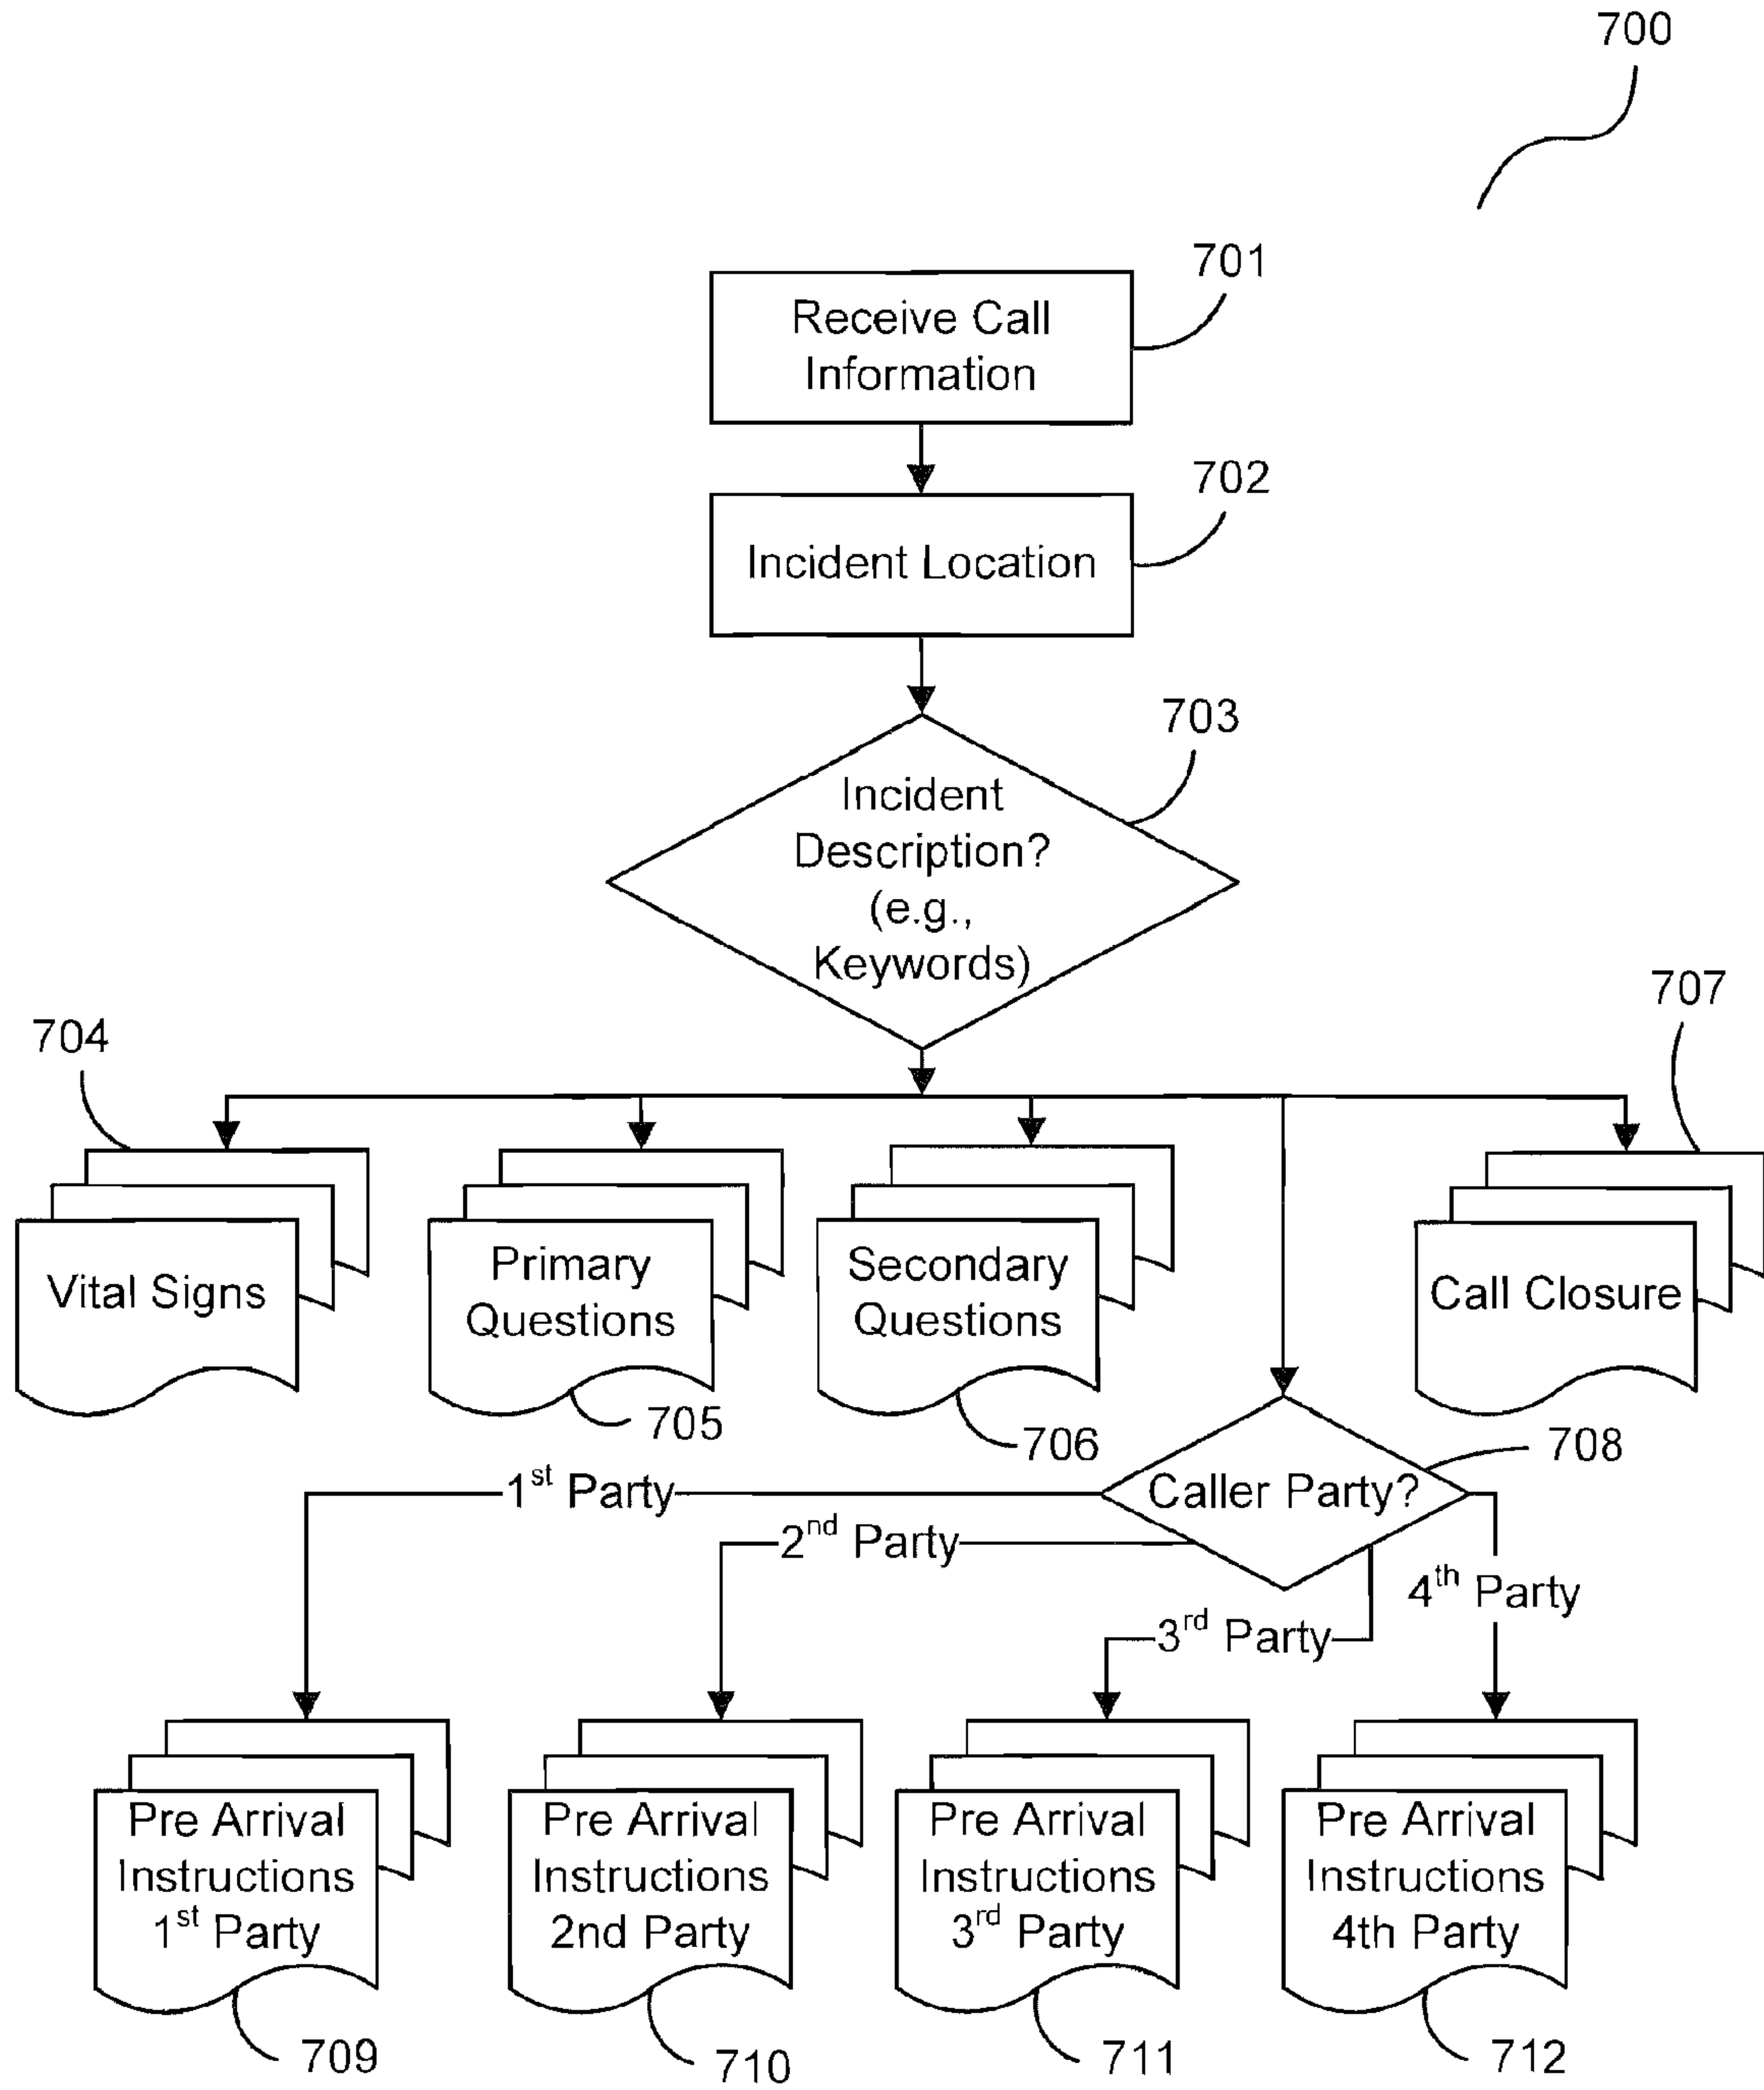 700
701
Receive Call
Information
702
Incident Location
703
Incident
Description?
(e.g.,
Keywords)
707
704
Vital Signs
Primary
Questions
Secondary
Questions
Call Closure
705
706
708
1st Party
Caller Party?
2nd Party
4th Party
3rd Party
Pre Arrival
Instructions
1st Party
Pre Arrival
Instructions
2nd Party
Pre Arrival
Instructions
3rd Party
Pre Arrival
Instructions
4th Party
709
710
711
712